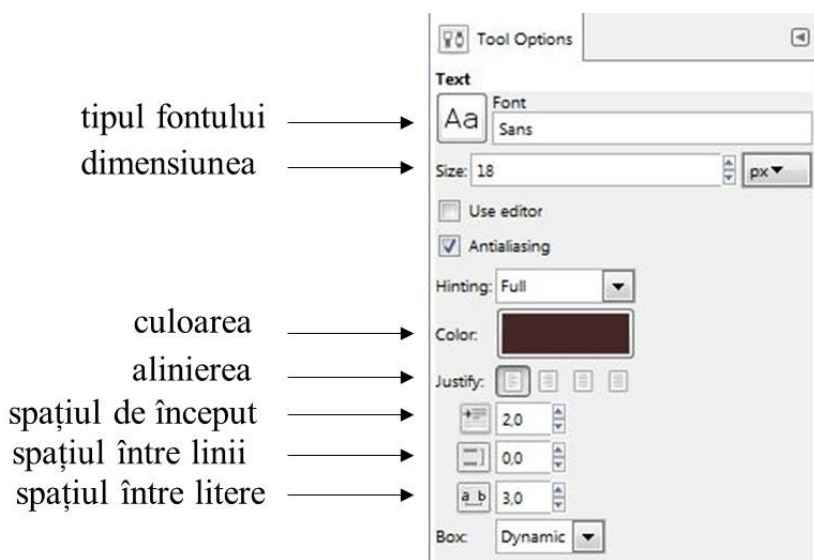 Tool Options
Text
tipul fontului
Aa
Font
Sans
dimensiunea
Size: 18 px
Use editor
Antialiasing
Hinting: Full
culoarea
Color:
alinierea
Justify:
spațiul de început
2,0
spațiul între linii
0,0
spațiul între litere
a b 3,0
Box: Dynamic